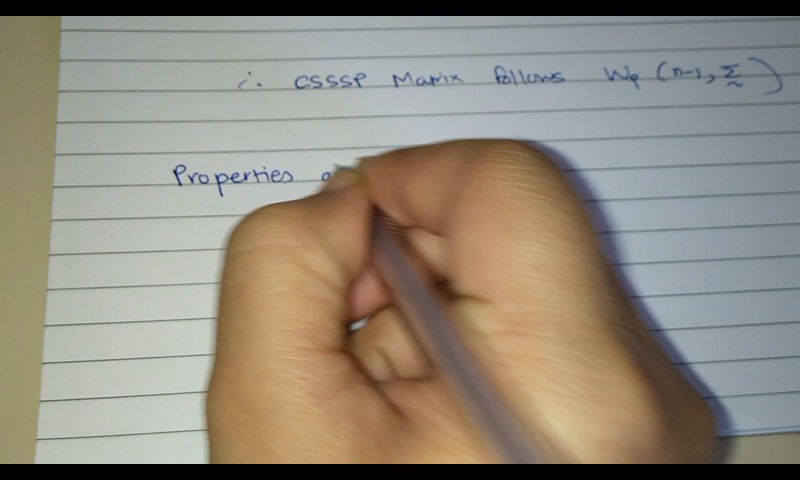 ∴ CSSSP Matrix follows Wp (n-1, Σ)
Properties